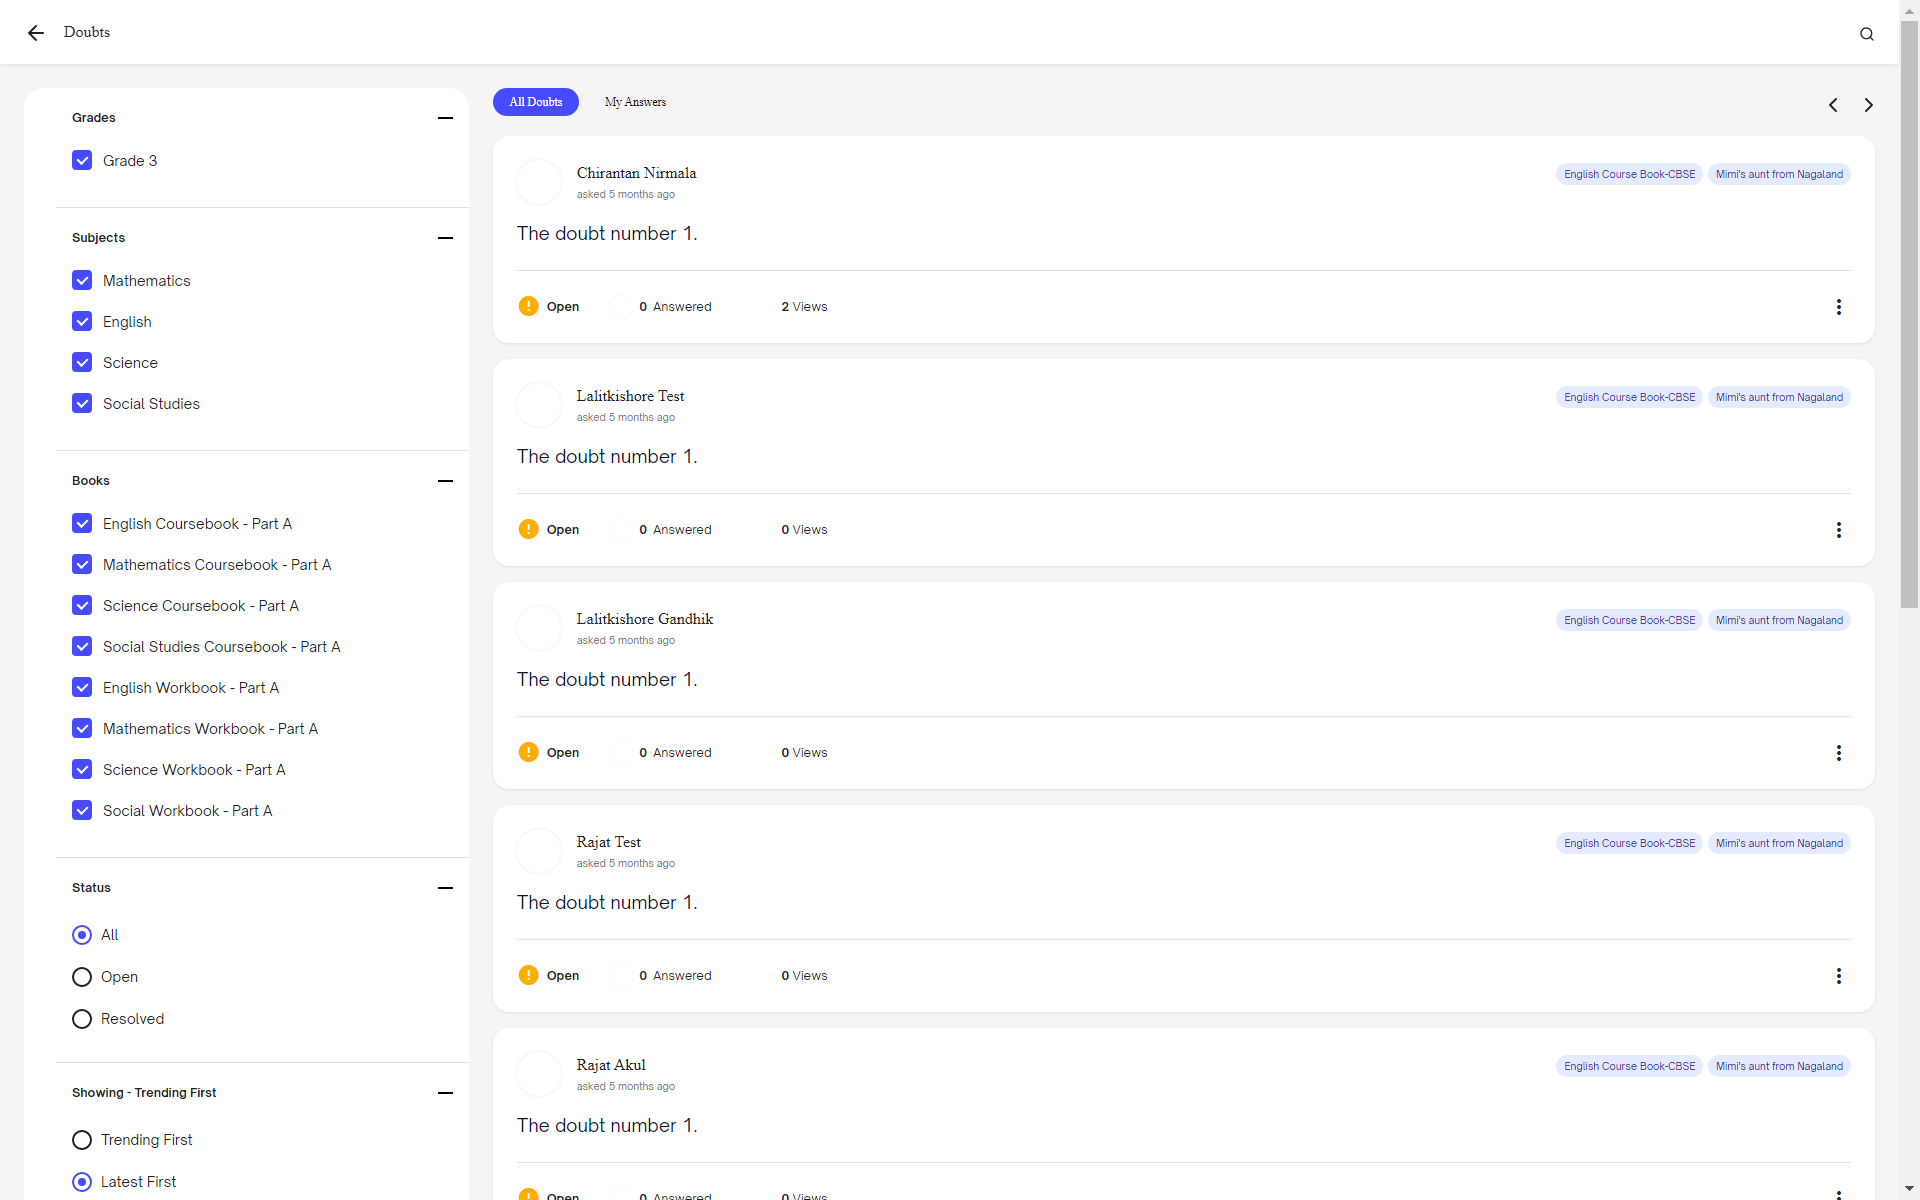 Doubts
Grades
Grade 3
Subjects
Mathematics
English
Science
Social Studies
Books
English Coursebook - Part A
Mathematics Coursebook - Part A
Science Coursebook - Part A
Social Studies Coursebook - Part A
English Workbook - Part A
Mathematics Workbook - Part A
Science Workbook - Part A
Social Workbook - Part A
Status
All
Open
Resolved
Showing - Trending First
Trending First
Latest First
All Doubts My Answers
Chirantan Nirmala
asked 5 months ago
English Course Book-CBSE Mimi's aunt from Nagaland
The doubt number 1.
Open 0 Answered 2 Views
Lalitkishore Test
asked 5 months ago
English Course Book-CBSE Mimi's aunt from Nagaland
The doubt number 1.
Open 0 Answered 0 Views
Lalitkishore Gandhik
asked 5 months ago
English Course Book-CBSE Mimi's aunt from Nagaland
The doubt number 1.
Open 0 Answered 0 Views
Rajat Test
asked 5 months ago
English Course Book-CBSE Mimi's aunt from Nagaland
The doubt number 1.
Open 0 Answered 0 Views
Rajat Akul
asked 5 months ago
English Course Book-CBSE Mimi's aunt from Nagaland
The doubt number 1.
Open 0 Answered 0 Views